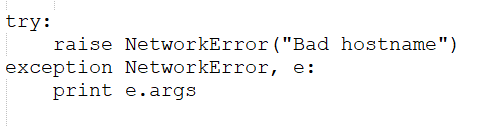 try:
    raise NetworkError("Bad hostname")
exception NetworkError, e:
    print e.args